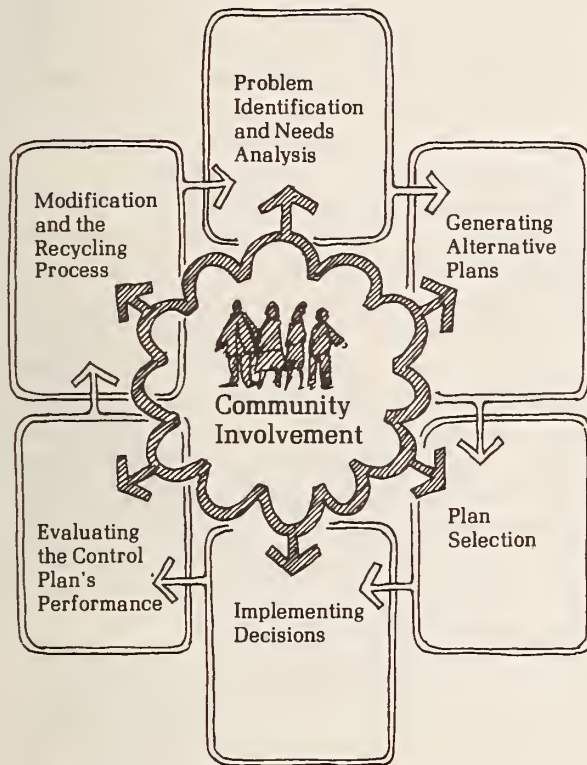 Problem
Identification
and Needs
Analysis
Generating
Alternative
Plans
Plan
Selection
Implementing
Decisions
Evaluating
the Control
Plan's
Performance
Modification
and the
Recycling
Process
Community
Involvement